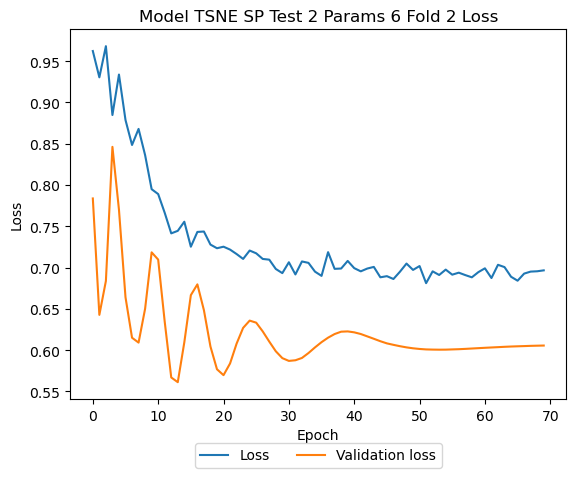 Model TSNE SP Test 2 Params 6 Fold 2 Loss
0.95
0.90
0.85
0.80
0.75
0.70
0.65
0.60
0.55
Loss
0 10 20 30 40 50 60 70
Epoch
Loss Validation loss